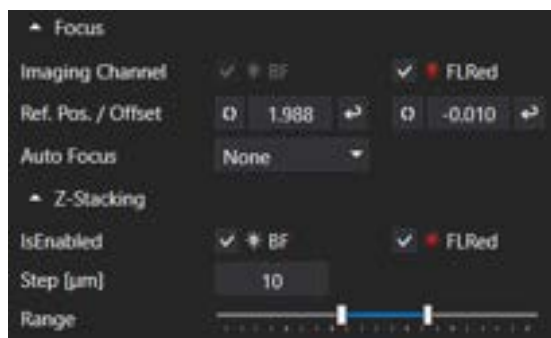 Focus
Imaging Channel BF FLRed
Ref. Pos. / Offset 1.988 -0.010
Auto Focus None
Z-Stacking
IsEnabled BF FLRed
Step [µm] 10
Range